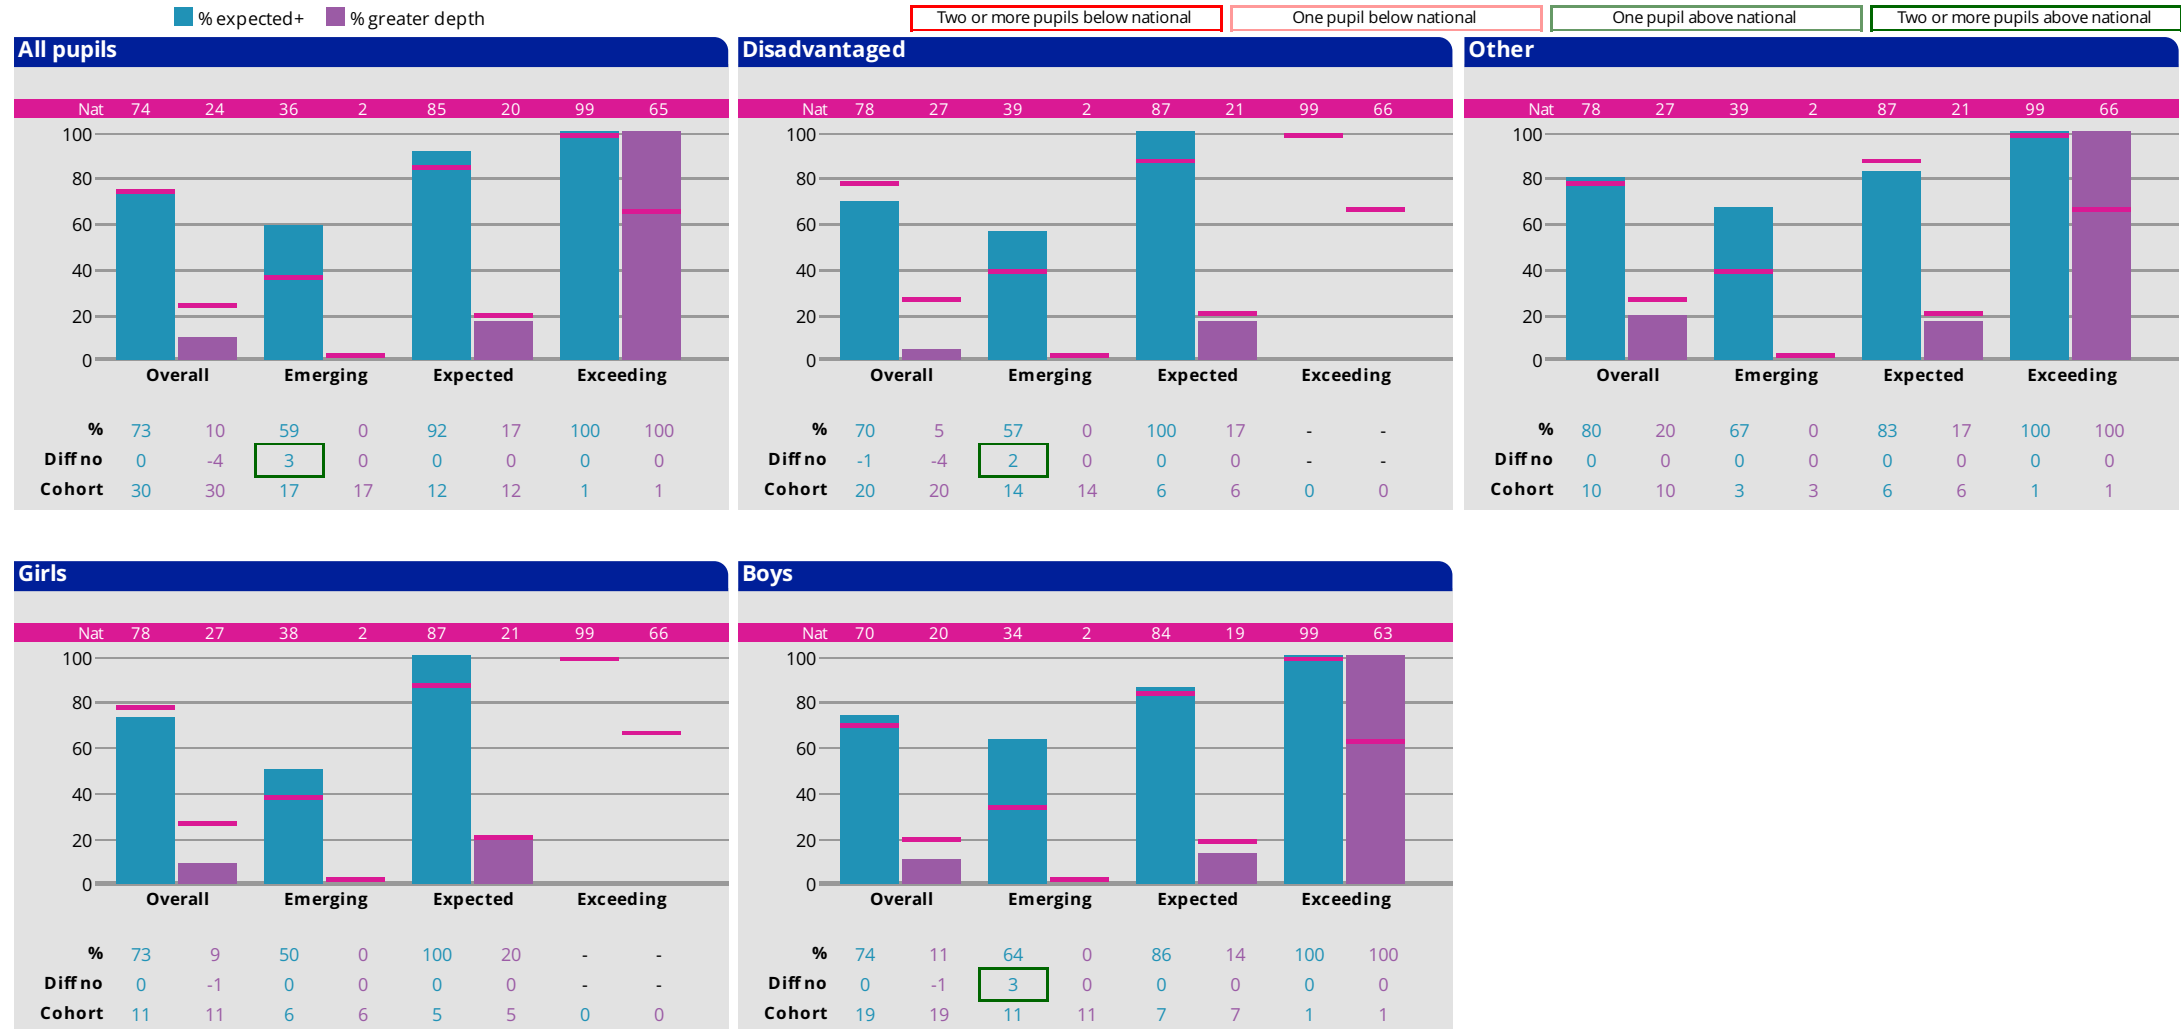 % expected+ % greater depth Two or more pupils below national One pupil below national One pupil above national Two or more pupils above national
All pupils
Nat 74 24 36 2 85 20 99 65
100
80
60
40
20
0
Overall Emerging Expected Exceeding
% 73 10 59 0 92 17 100 100
Diff no 0 -4 3 0 0 0 0 0
Cohort 30 30 17 17 12 12 1 1
Disadvantaged
Nat 78 27 39 2 87 21 99 66
100
80
60
40
20
0
Overall Emerging Expected Exceeding
% 70 5 57 0 100 17 - -
Diff no -1 -4 2 0 0 0 - -
Cohort 20 20 14 14 6 6 0 0
Other
Nat 78 27 39 2 87 21 99 66
100
80
60
40
20
0
Overall Emerging Expected Exceeding
% 80 20 67 0 83 17 100 100
Diff no 0 0 0 0 0 0 0 0
Cohort 10 10 3 3 6 6 1 1
Girls
Nat 78 27 38 2 87 21 99 66
100
80
60
40
20
0
Overall Emerging Expected Exceeding
% 73 9 50 0 100 20 - -
Diff no 0 -1 0 0 0 0 - -
Cohort 11 11 6 6 5 5 0 0
Boys
Nat 70 20 34 2 84 19 99 63
100
80
60
40
20
0
Overall Emerging Expected Exceeding
% 74 11 64 0 86 14 100 100
Diff no 0 -1 3 0 0 0 0 0
Cohort 19 19 11 11 7 7 1 1